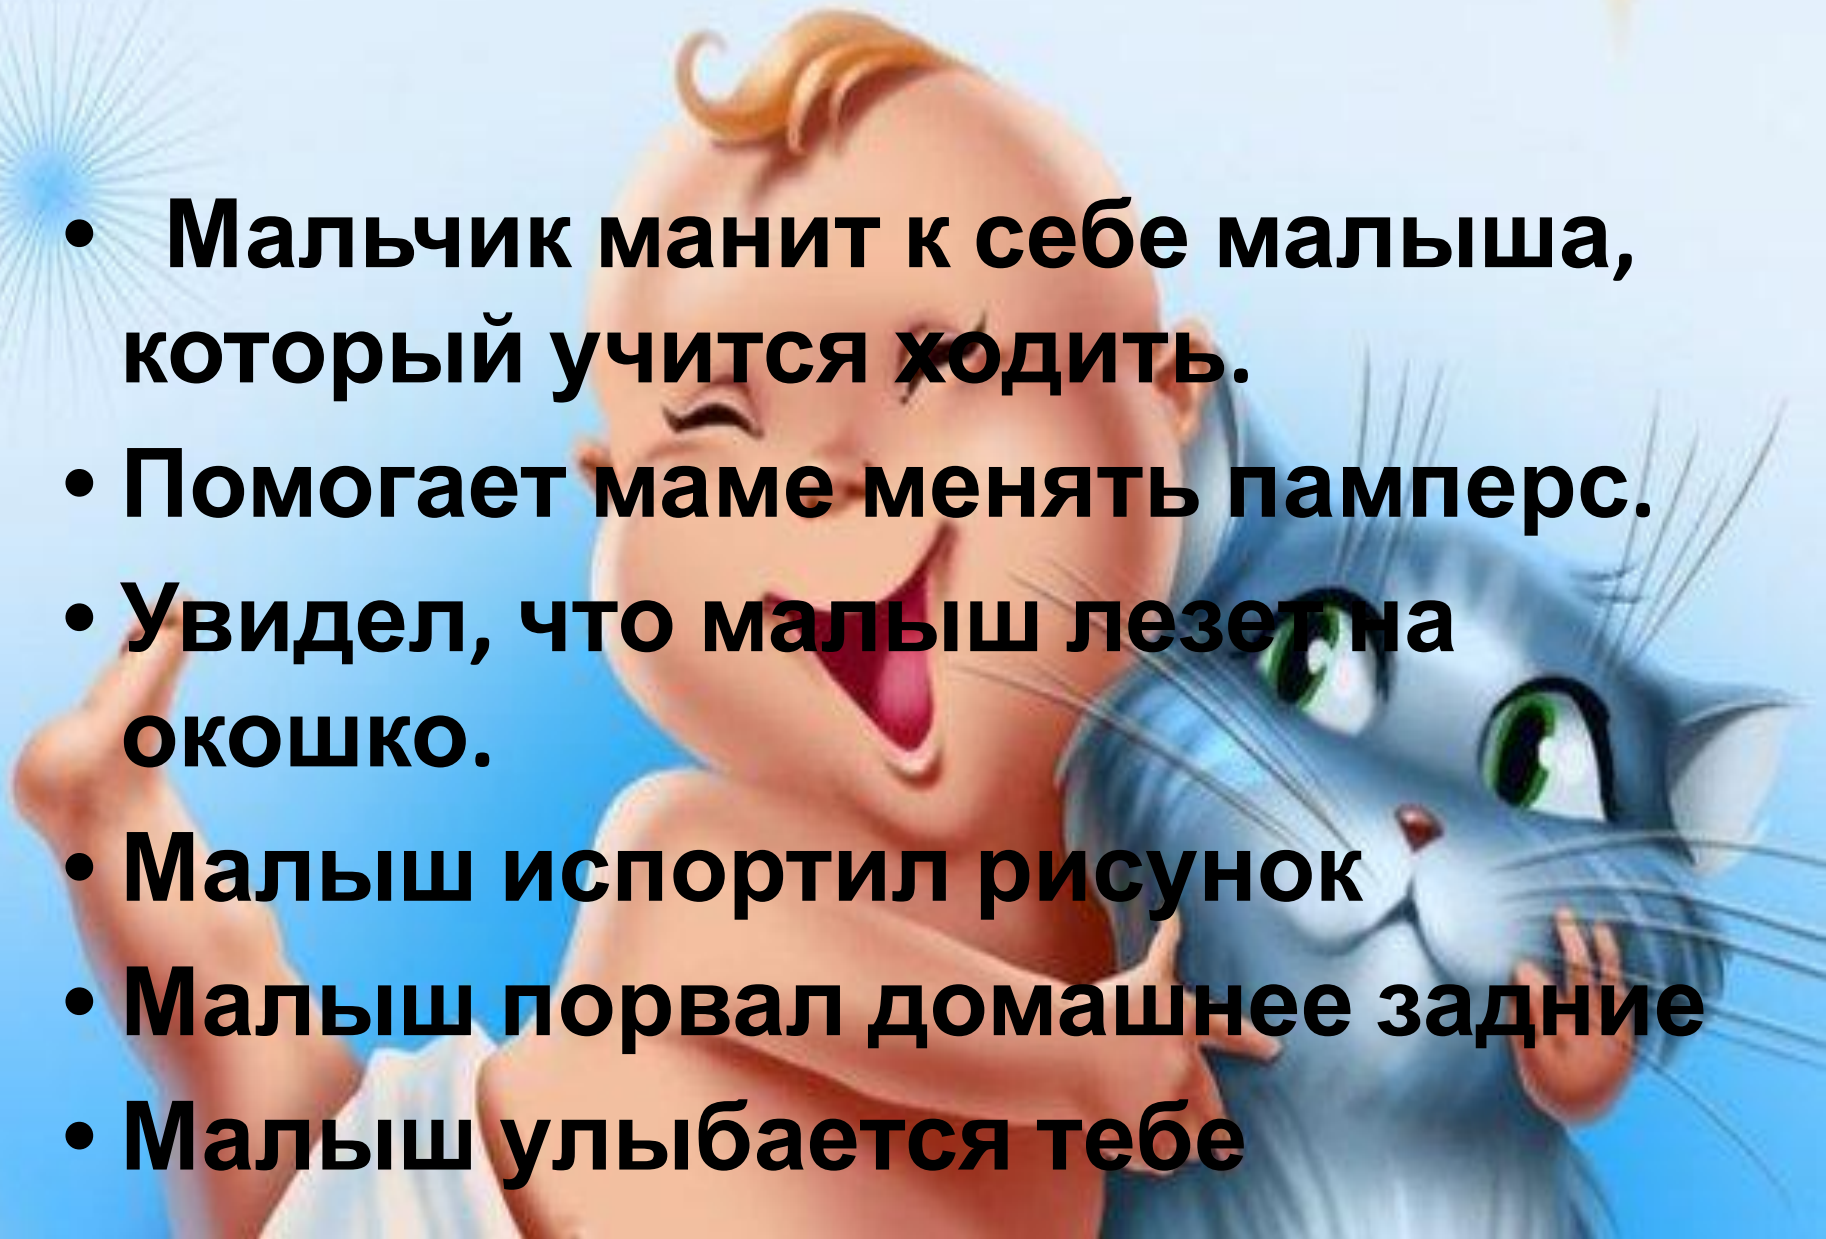 • Мальчик манит к себе малыша,
который учится ходить.
• Помогает маме менять памперс.
• Увидел, что малыш лезет на
окошко.
• Малыш испортил рисунок
• Малыш порвал домашнее задние
• Малыш улыбается тебе